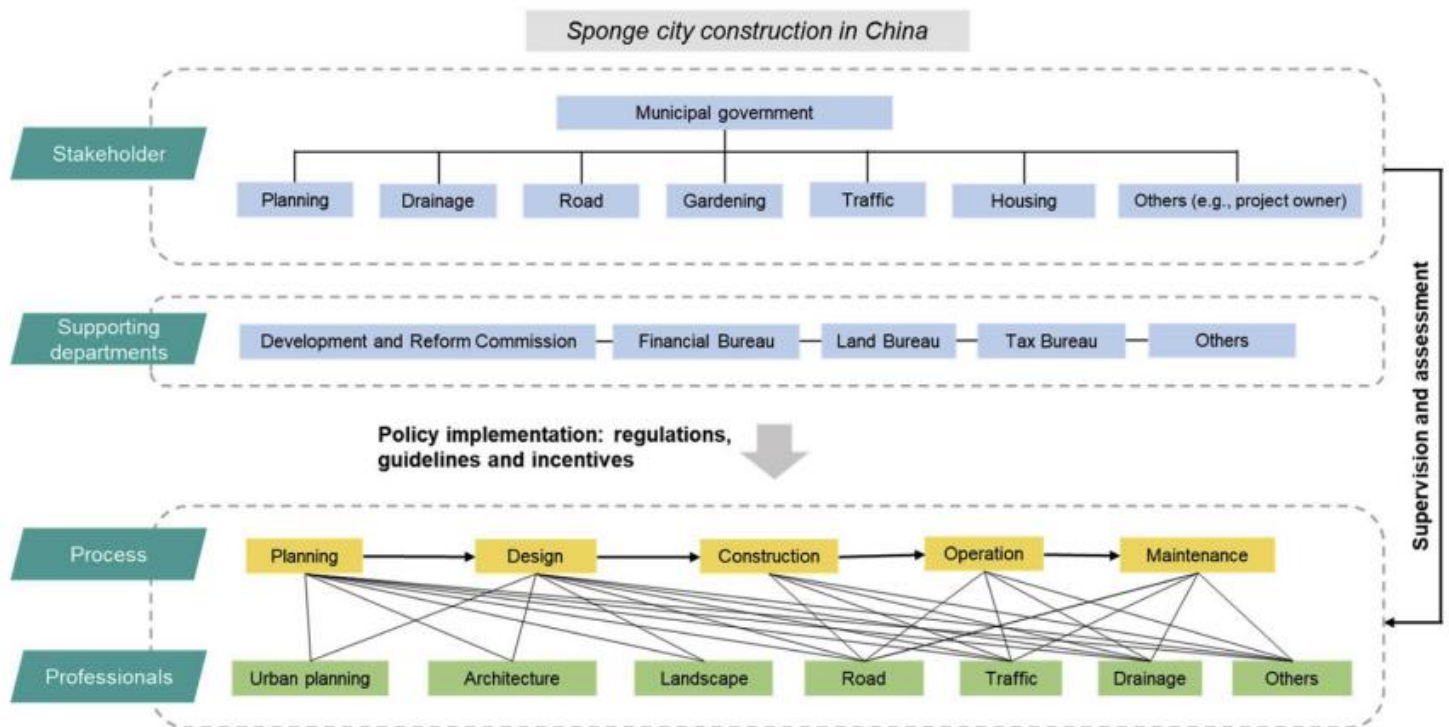 Sponge city construction in China
Stakeholder
Municipal government
Planning
Drainage
Road
Gardening
Traffic
Housing
Others (e.g., project owner)
Supporting
departments
Development and Reform Commission
Financial Bureau
Land Bureau
Tax Bureau
Others
Supervision and assessment
Policy implementation: regulations,
guidelines and incentives
Process
Planning
Design
Construction
Operation
Maintenance
Professionals
Urban planning
Architecture
Landscape
Road
Traffic
Drainage
Others